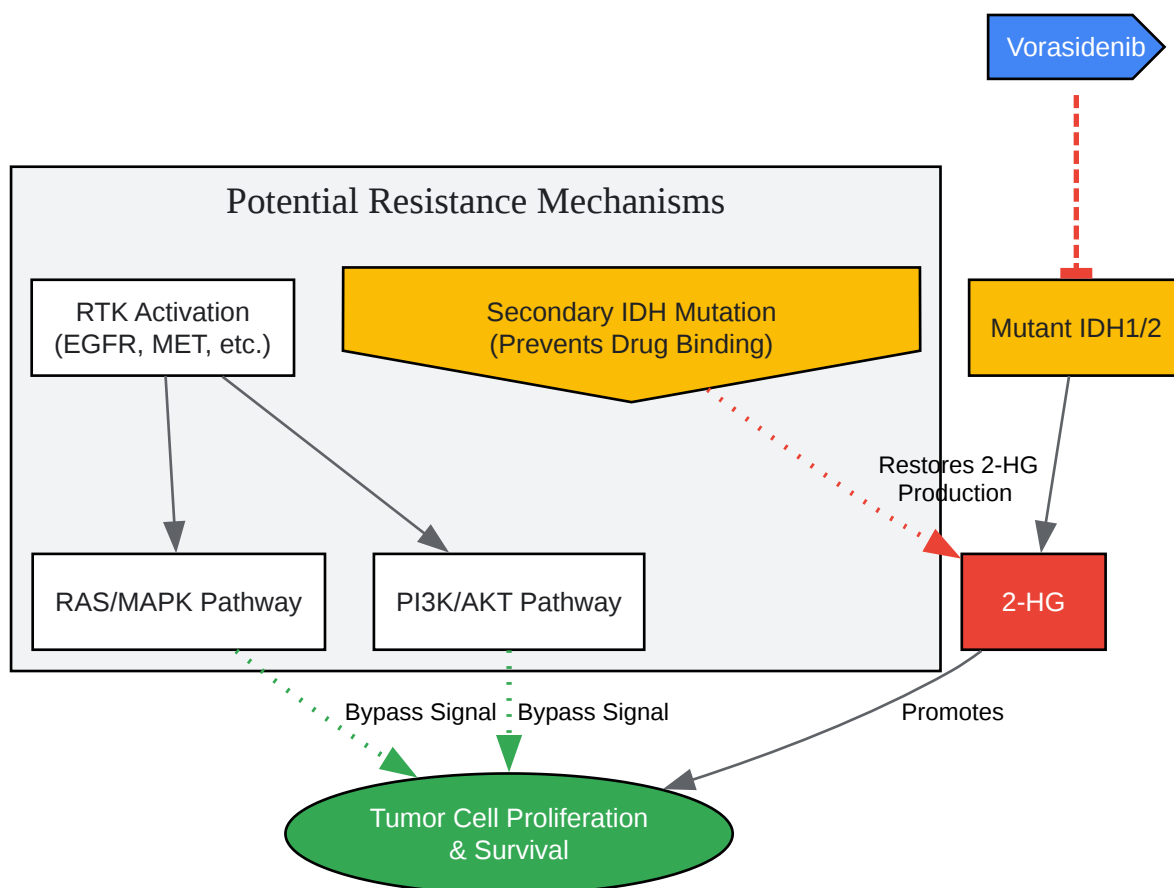 Vorasidenib
Potential Resistance Mechanisms
RTK Activation
(EGFR, MET, etc.)
Secondary IDH Mutation
(Prevents Drug Binding)
Mutant IDH1/2
Restores 2-HG
Production
RAS/MAPK Pathway
PI3K/AKT Pathway
2-HG
Bypass Signal
Bypass Signal
Promotes
Tumor Cell Proliferation
& Survival